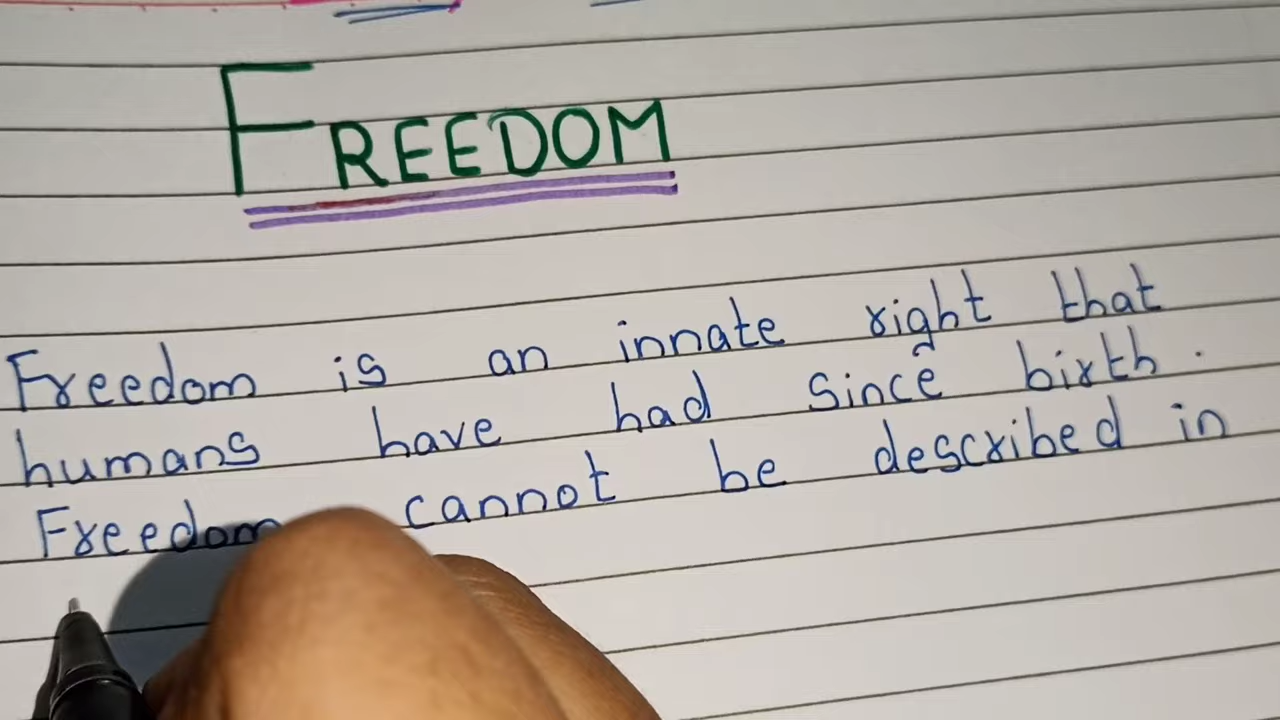 FREEDOM
Freedom is an innate right that
humans have had since birth.
Freedom cannot be described in